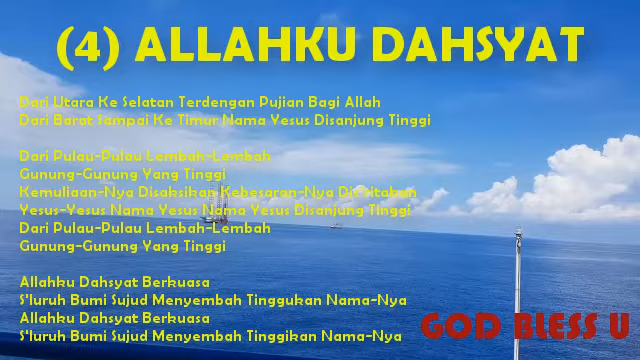 (4) ALLAHKU DAHSYAT
Dari Utara Ke Selatan Terdengar Pujian Bagi Allah
Dari Barat Sampai Ke Timur Nama Yesus Disanjung Tinggi
Dari Pulau-Pulau Lembah-Lembah
Gunung-Gunung Yang Tinggi
Kemuliaan-Nya Disaksikan Kebesaran-Nya
Yesus-Yesus Nama Yesus Nama Yesus Disanjung Tinggi
Dari Pulau-Pulau Lembah-Lembah
Gunung-Gunung Yang Tinggi
Allahku Dahsyat Berkuasa
S'luruh Bumi Sujud Menyembah Tinggukan Nama-Nya
Allahku Dahsyat Berkuasa
S'luruh Bumi Sujud Menyembah Tinggikan Nama-Nya
GOD BLESS U